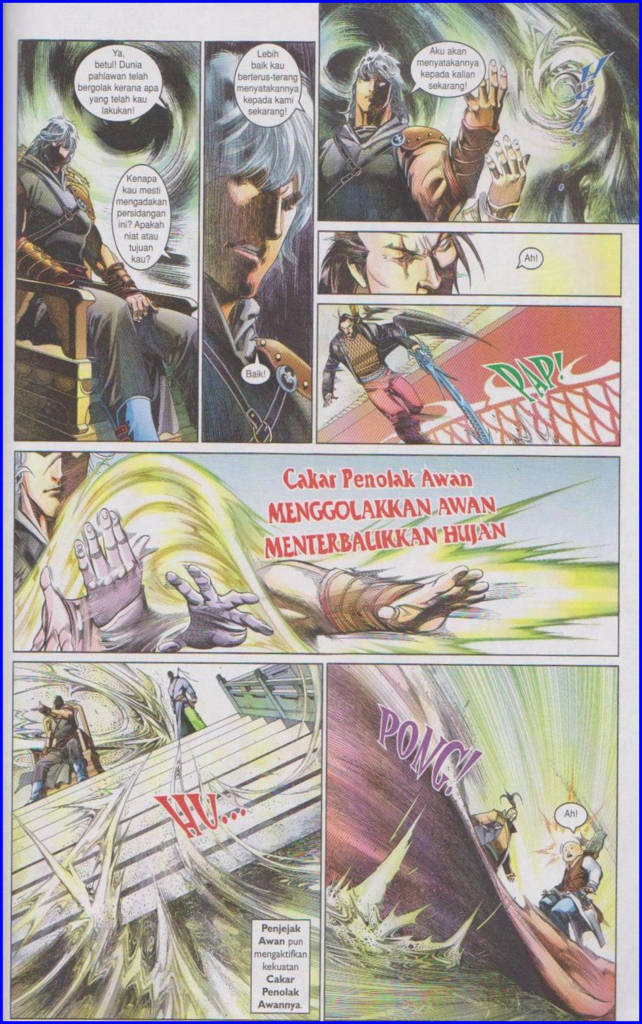 Ya,
betul! Dunia
pahlawan telah
bergolak kerana apa
yang telah kau
lakukan!
Kenapa
kau mesti
mengadakan
persidangan
ini? Apakah
niat atau
tujuan
kau?
Lebih
baik kau
berterus-terang
menyatakannya
kepada kami
sekarang!
Baik!
Aku akan
menyatakannya
kepada kalian
sekarang!
Huk...
Ah!
PAP!
Cakar Penolak Awan
MENGGOLAKKAN AWAN
MENTERBALIKKAN HUJAN
HU...
Penjejak
Awan pun
mengaktifkan
kekuatan
Cakar
Penolak
Awannya.
PONG!
Ah!